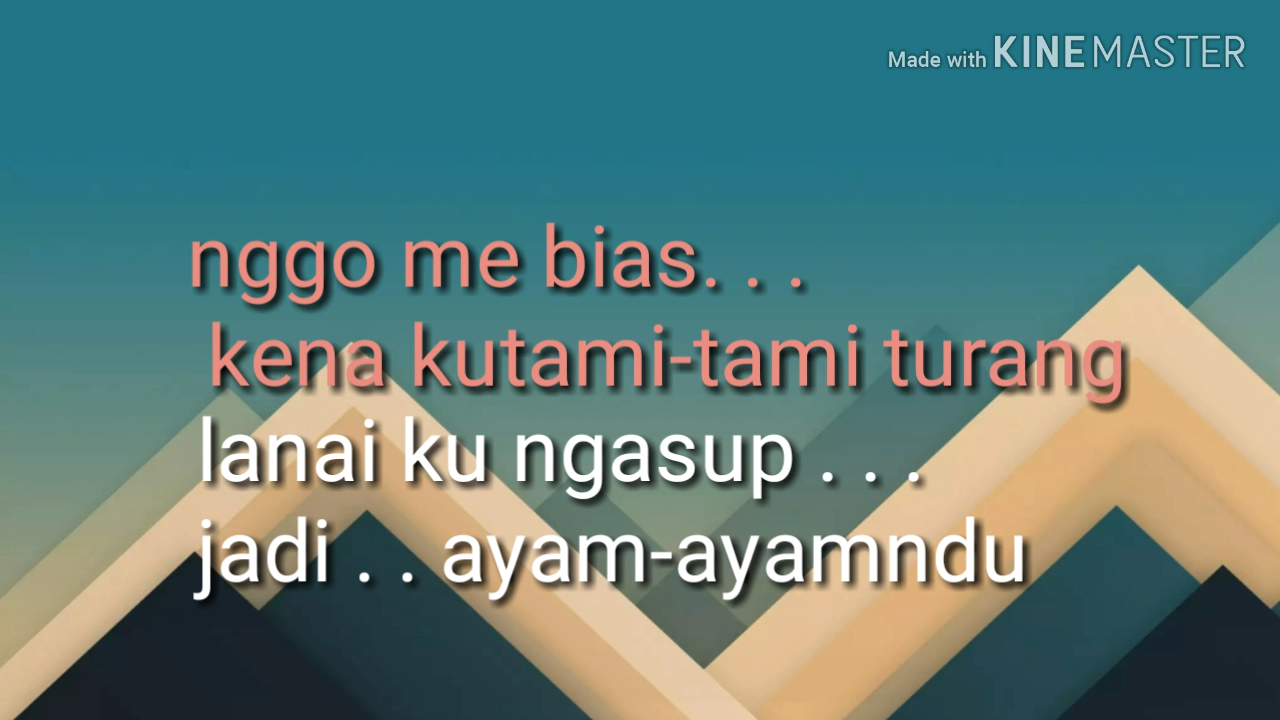 Made with KINEMASTER
nggo me bias. . .
kena kutami-tami turang
lanai ku ngasup . . .
jadi . . ayam-ayamndu